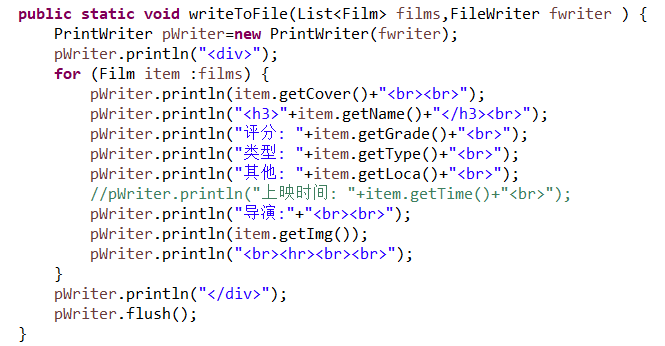 public static void writeToFile(List<Film> films,FileWriter fwriter ) {
    PrintWriter pWriter=new PrintWriter(fwriter);
    pWriter.println("<div>");
    for (Film item :films) {
        pWriter.println(item.getCover()+"<br><br>");
        pWriter.println("<h3>"+item.getName()+"</h3><br>");
        pWriter.println("评分: "+item.getGrade()+"<br>");
        pWriter.println("类型: "+item.getType()+"<br>");
        pWriter.println("其他: "+item.getLoca()+"<br>");
        //pWriter.println("上映时间: "+item.getTime()+"<br>");
        pWriter.println("导演:"+"<br><br>");
        pWriter.println(item.getImg());
        pWriter.println("<br><hr><br><br>");
    }
    pWriter.println("</div>");
    pWriter.flush();
}